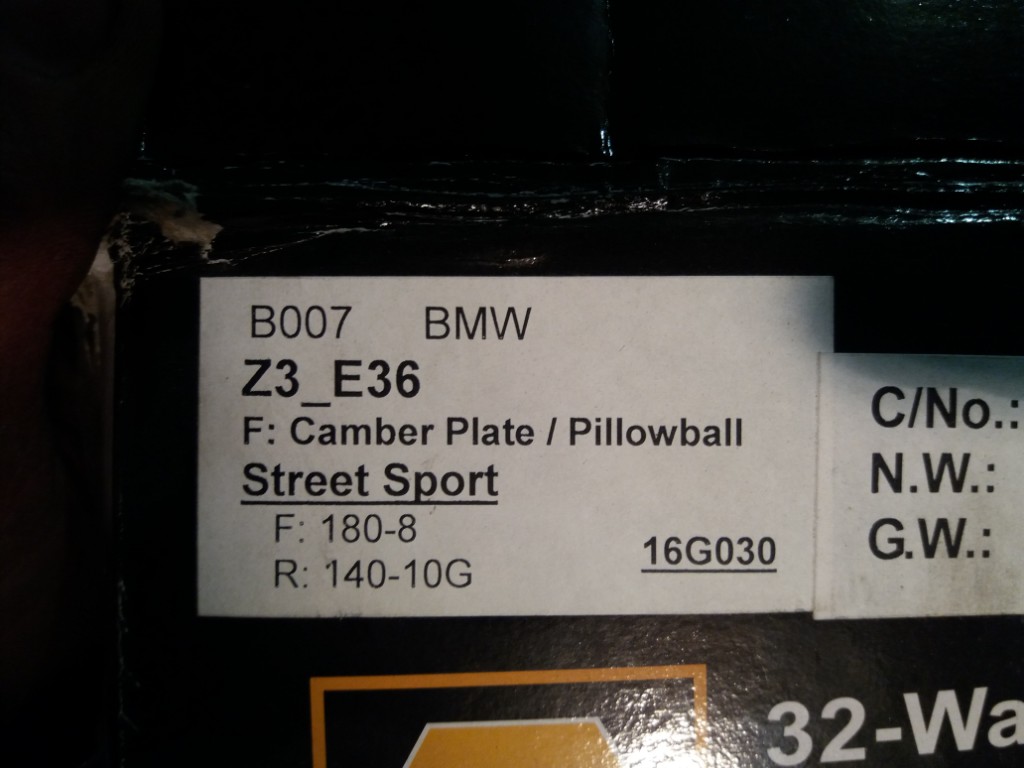 B007 BMW
Z3_E36
F: Camber Plate / Pillowball
Street Sport
F: 180-8
R: 140-10G
16G030
C/No.:
N.W.:
G.W.:
32-Wa